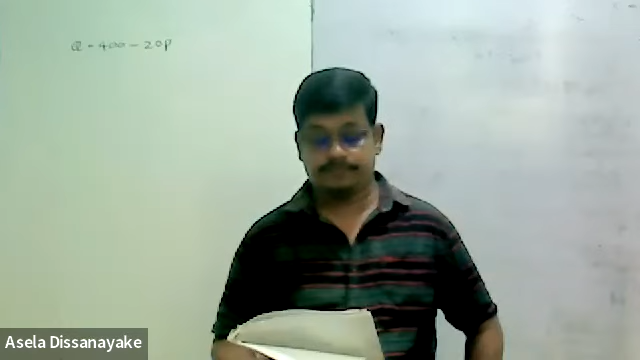 Q = 400 - 20P
Asela Dissanayake